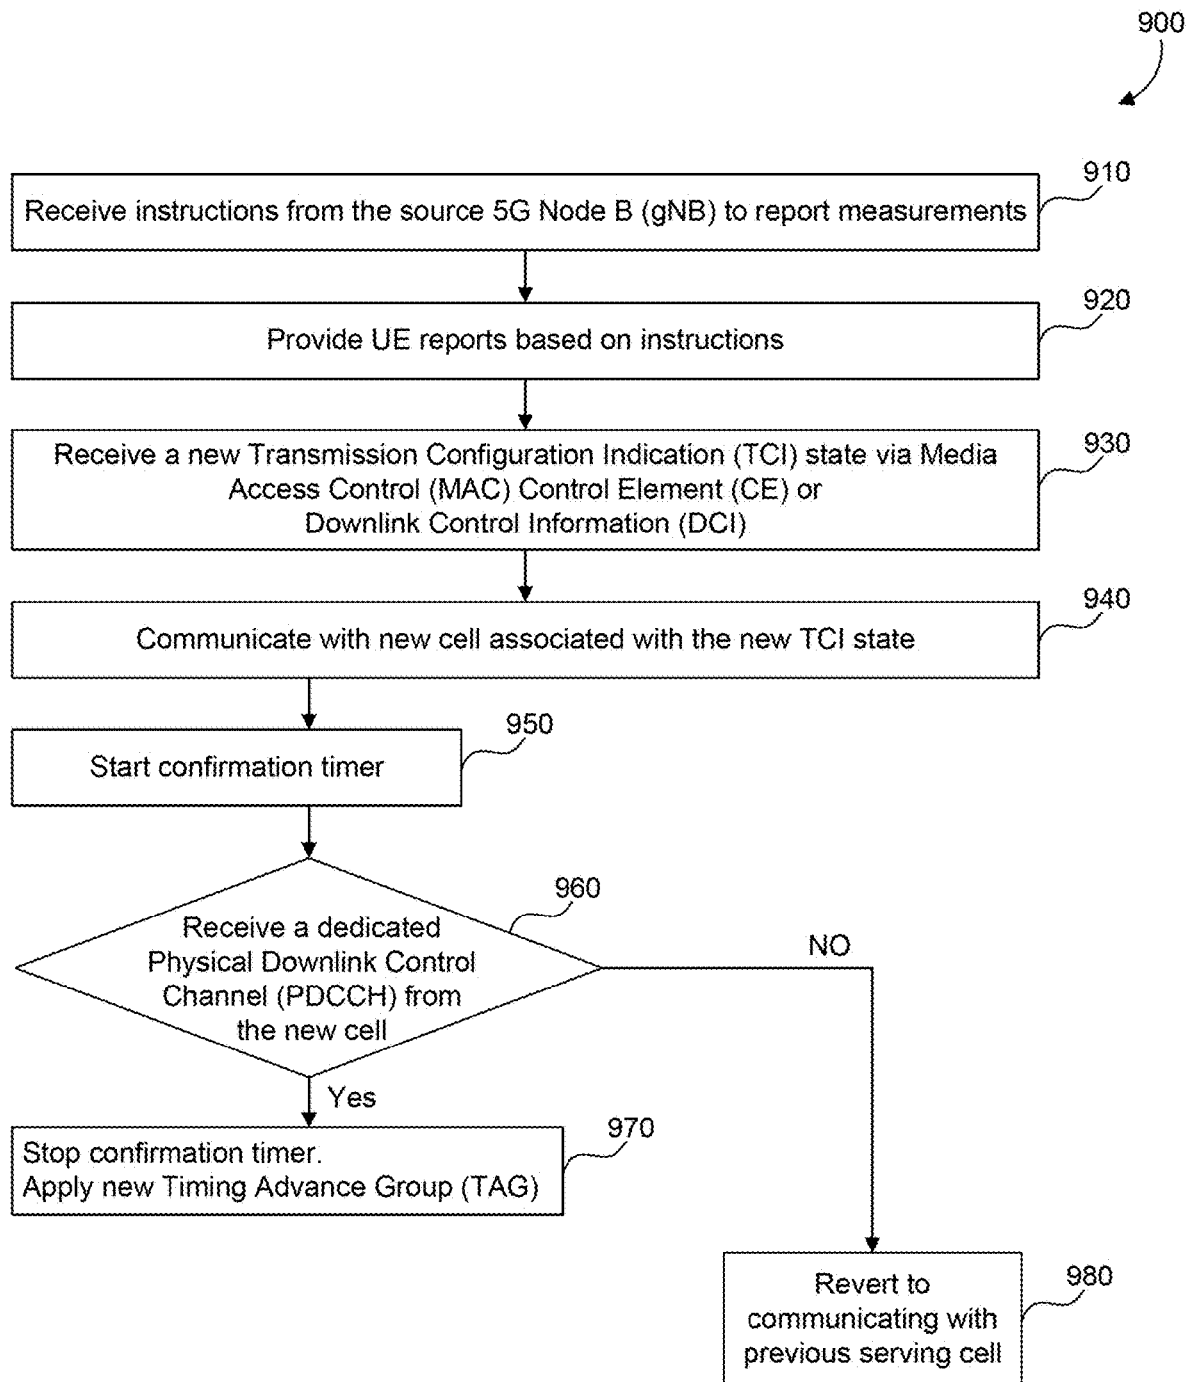 900
910
Receive instructions from the source 5G Node B (gNB) to report measurements
920
Provide UE reports based on instructions
930
Receive a new Transmission Configuration Indication (TCI) state via Media
Access Control (MAC) Control Element (CE) or
Downlink Control Information (DCI)
940
Communicate with new cell associated with the new TCI state
950
Start confirmation timer
960
Receive a dedicated
Physical Downlink Control
Channel (PDCCH) from
the new cell
NO
Yes
970
Stop confirmation timer.
Apply new Timing Advance Group (TAG)
980
Revert to
communicating with
previous serving cell